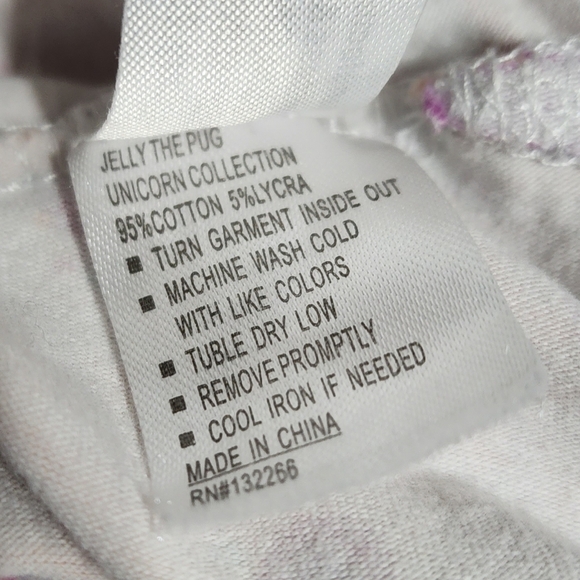 JELLY THE PUG
UNICORN COLLECTION
95%COTTON 5%LYCRA
■ TURN GARMENT INSIDE OUT
■ MACHINE WASH COLD
WITH LIKE COLORS
■ TUBLE DRY LOW
■ REMOVE PROMPTLY
■ COOL IRON IF NEEDED
MADE IN CHINA
RN#132266